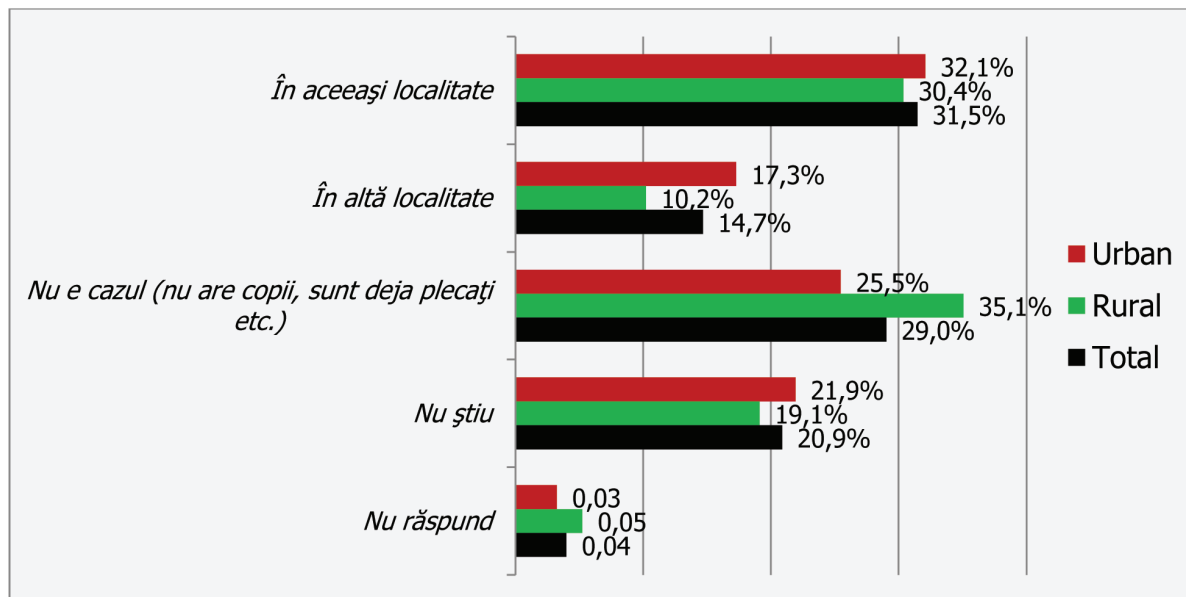 În aceeaşi localitate
32,1%
30,4%
31,5%
În altă localitate
17,3%
10,2%
14,7%
Nu e cazul (nu are copii, sunt deja plecaţi
etc.)
25,5%
35,1%
29,0%
Nu ştiu
21,9%
19,1%
20,9%
Nu răspund
0,03
0,05
0,04
Urban
Rural
Total